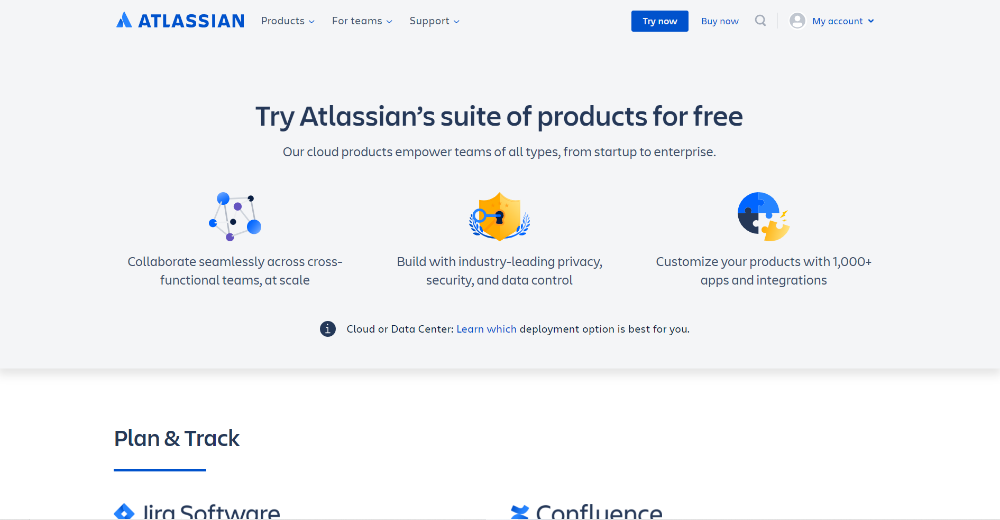 ATLASSIAN Products For teams Support Try now Buy now My account
Try Atlassian’s suite of products for free
Our cloud products empower teams of all types, from startup to enterprise.
Collaborate seamlessly across cross-
functional teams, at scale
Build with industry-leading privacy,
security, and data control
Customize your products with 1,000+
apps and integrations
Cloud or Data Center: Learn which deployment option is best for you.
Plan & Track
Jira Software Confluence